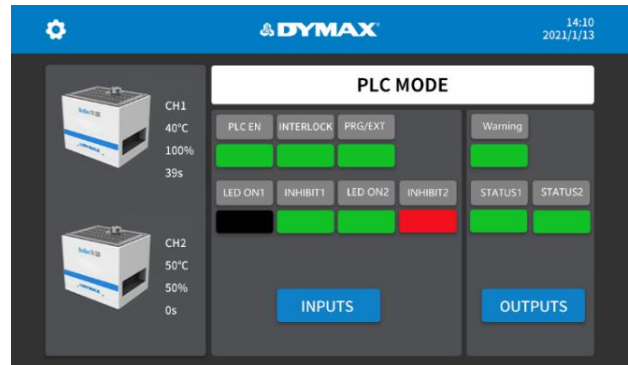 DYMAX
14:10
2021/1/13
PLC MODE
CH1
40°C
100%
39s
CH2
50°C
50%
0s
PLC EN INTERLOCK PRG/EXT
LED ON1 INHIBIT1 LED ON2 INHIBIT2
INPUTS
Warning
STATUS1 STATUS2
OUTPUTS